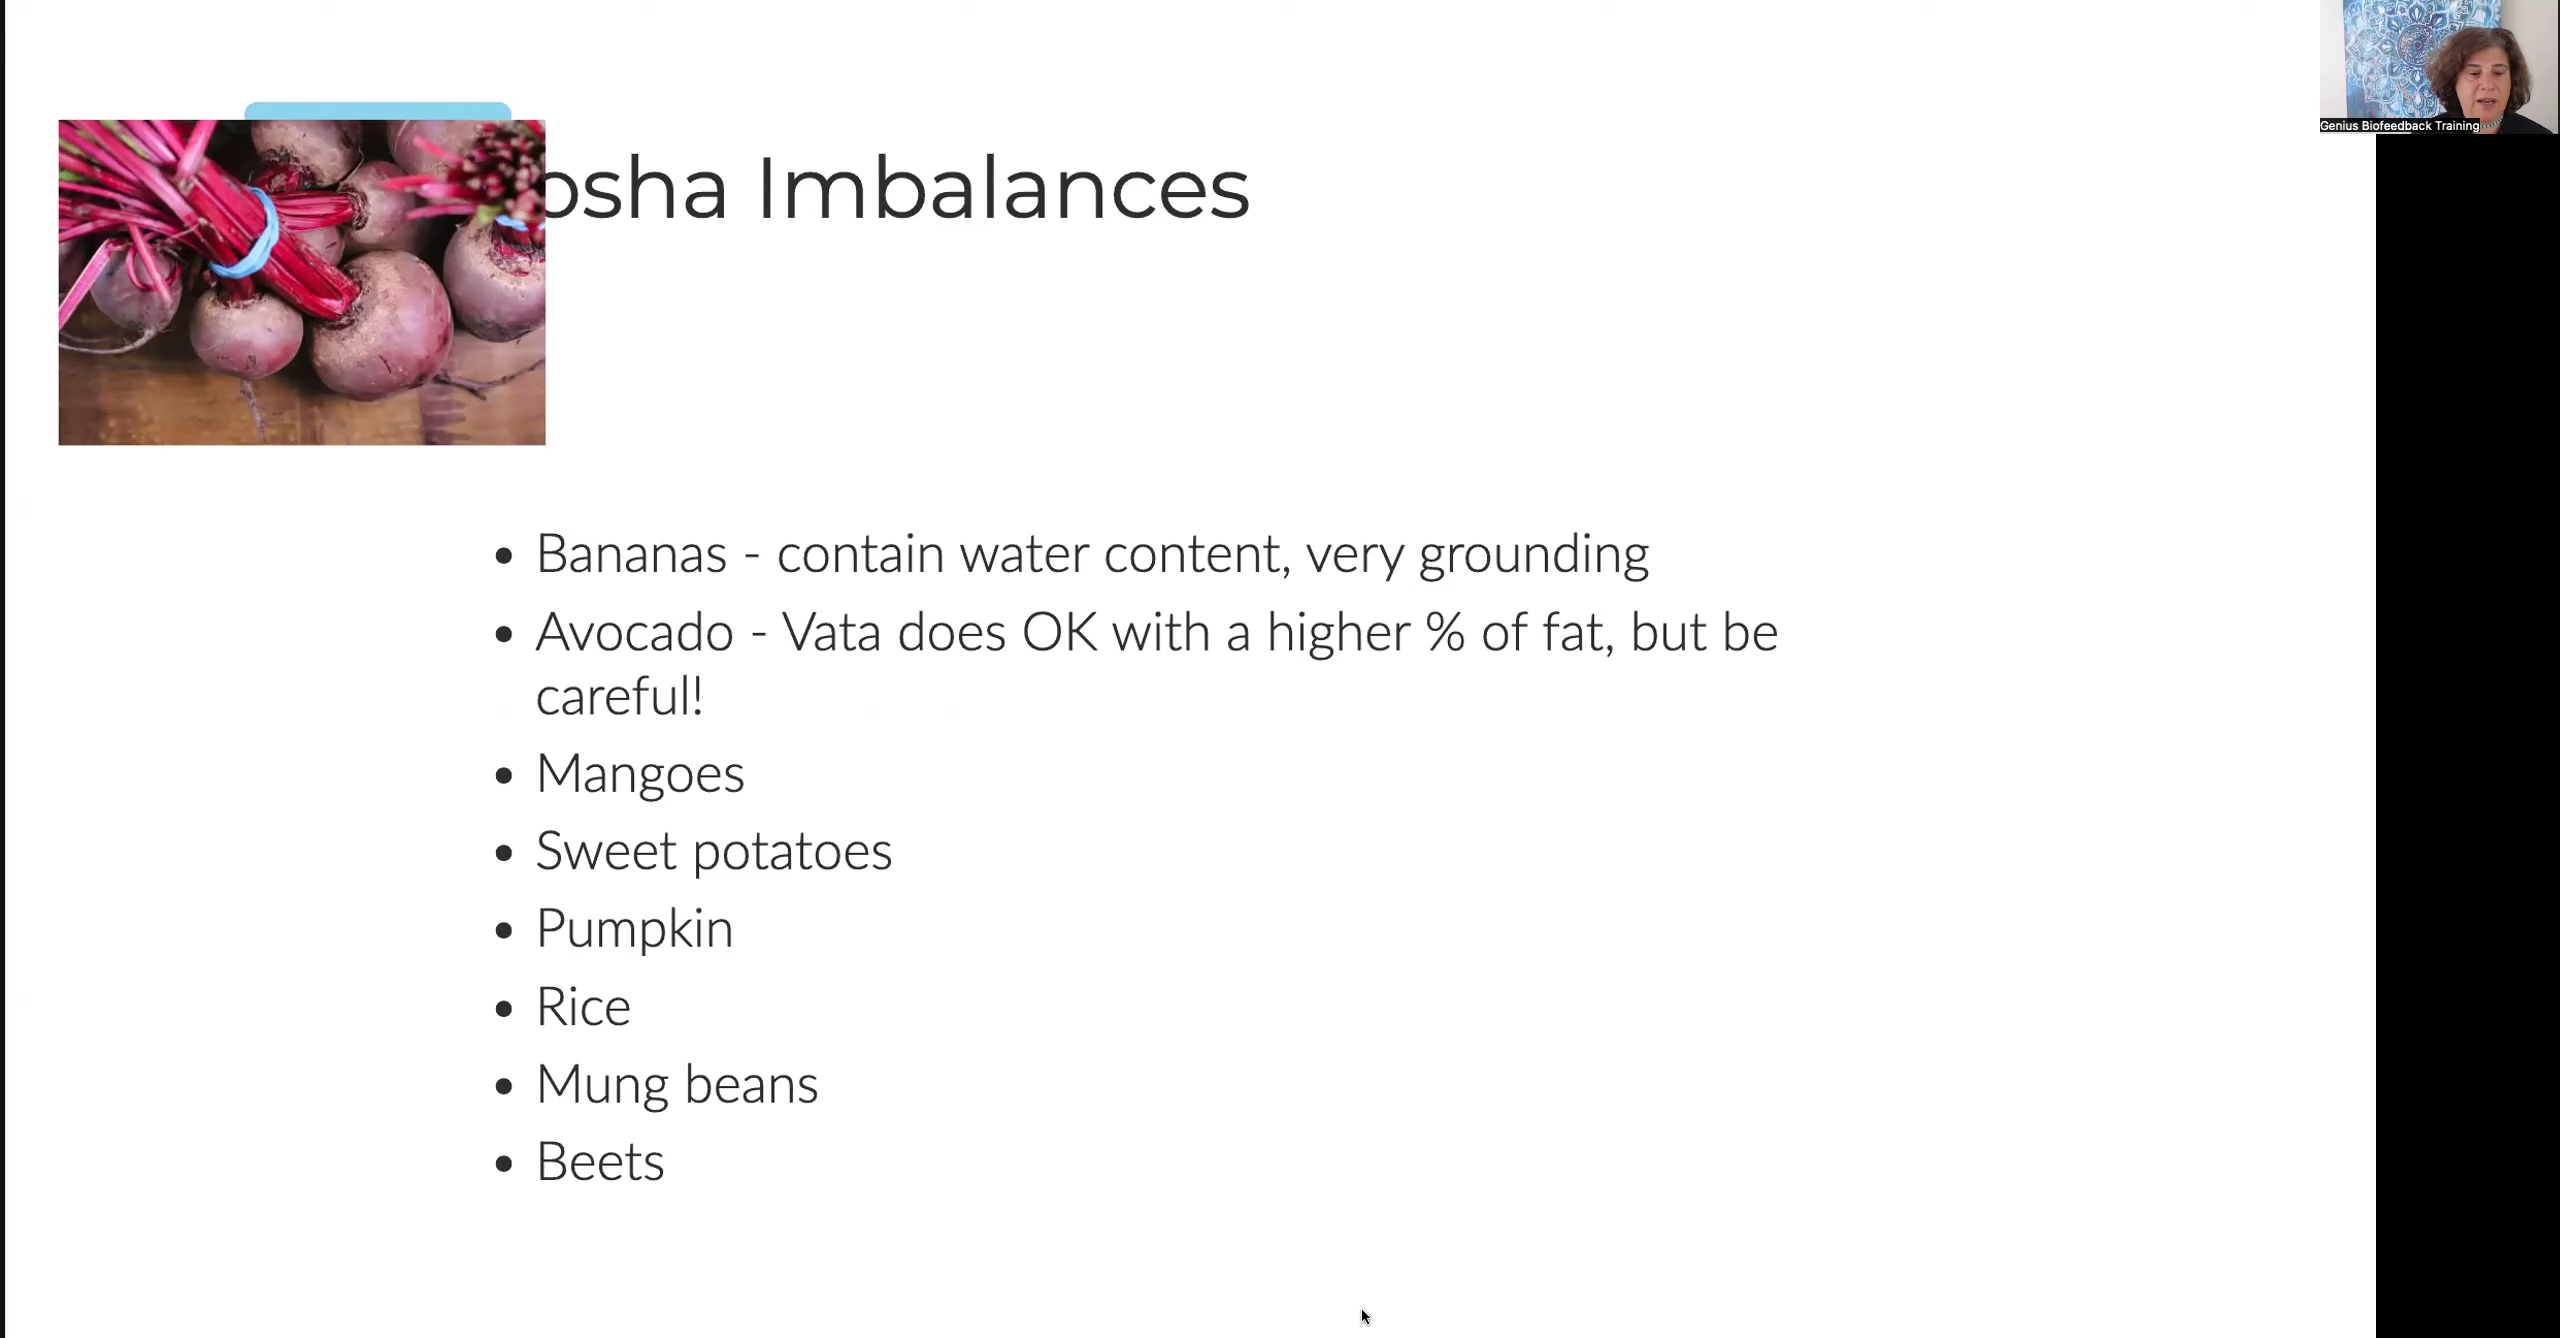 Genius Biofeedback Training
osha Imbalances
• Bananas - contain water content, very grounding
• Avocado - Vata does OK with a higher % of fat, but be
careful!
• Mangoes
• Sweet potatoes
• Pumpkin
• Rice
• Mung beans
• Beets